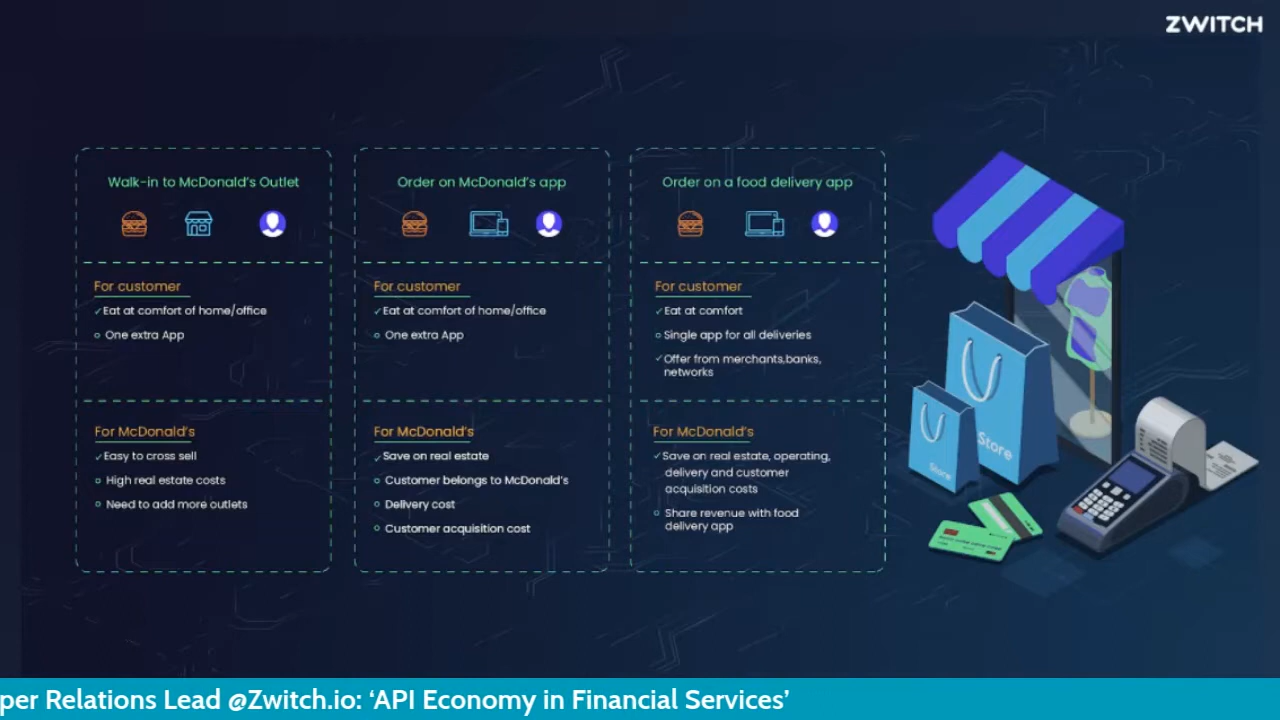 ZWITCH
Walk-in to McDonald's Outlet
For customer
✓Eat at comfort of home/office
One extra App
For McDonald's
✓Easy to cross sell
High real estate costs
Need to add more outlets
Order on McDonald's app
For customer
✓Eat at comfort of home/office
One extra App
For McDonald's
✓Save on real estate
Customer belongs to McDonald's
Delivery cost
Customer acquisition cost
Order on a food delivery app
For customer
✓Eat at comfort
Single app for all deliveries
✓Offer from merchants,banks,
networks
For McDonald's
✓Save on real estate, operating,
delivery and customer
acquisition costs
Share revenue with food
delivery app
Store
Store
per Relations Lead @Zwitch.io: ‘API Economy in Financial Services’